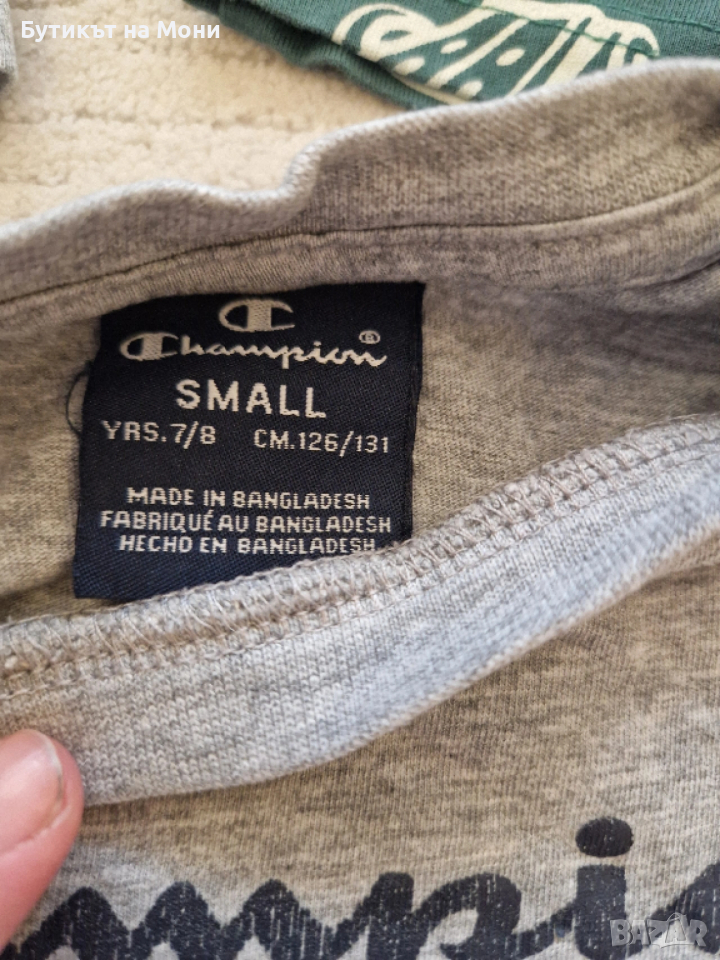 Бутикът на Мони
Champion®
SMALL
YRS.7/8 CM.126/131
MADE IN BANGLADESH
FABRIQUÉ AU BANGLADESH
HECHO EN BANGLADESH
BAZAR